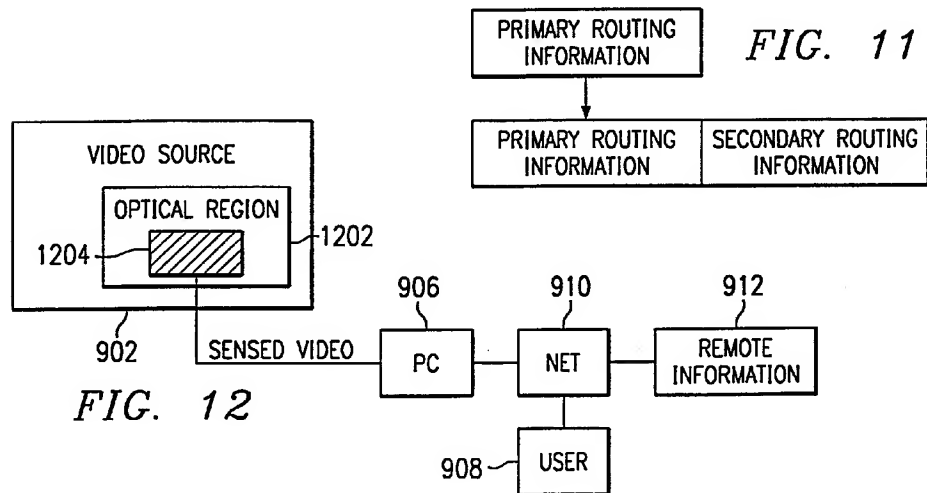 PRIMARY ROUTING
INFORMATION
FIG. 11
PRIMARY ROUTING
INFORMATION
SECONDARY ROUTING
INFORMATION
VIDEO SOURCE
OPTICAL REGION
1204
1202
902
SENSED VIDEO
906
PC
910
NET
912
REMOTE
INFORMATION
908
USER
FIG. 12